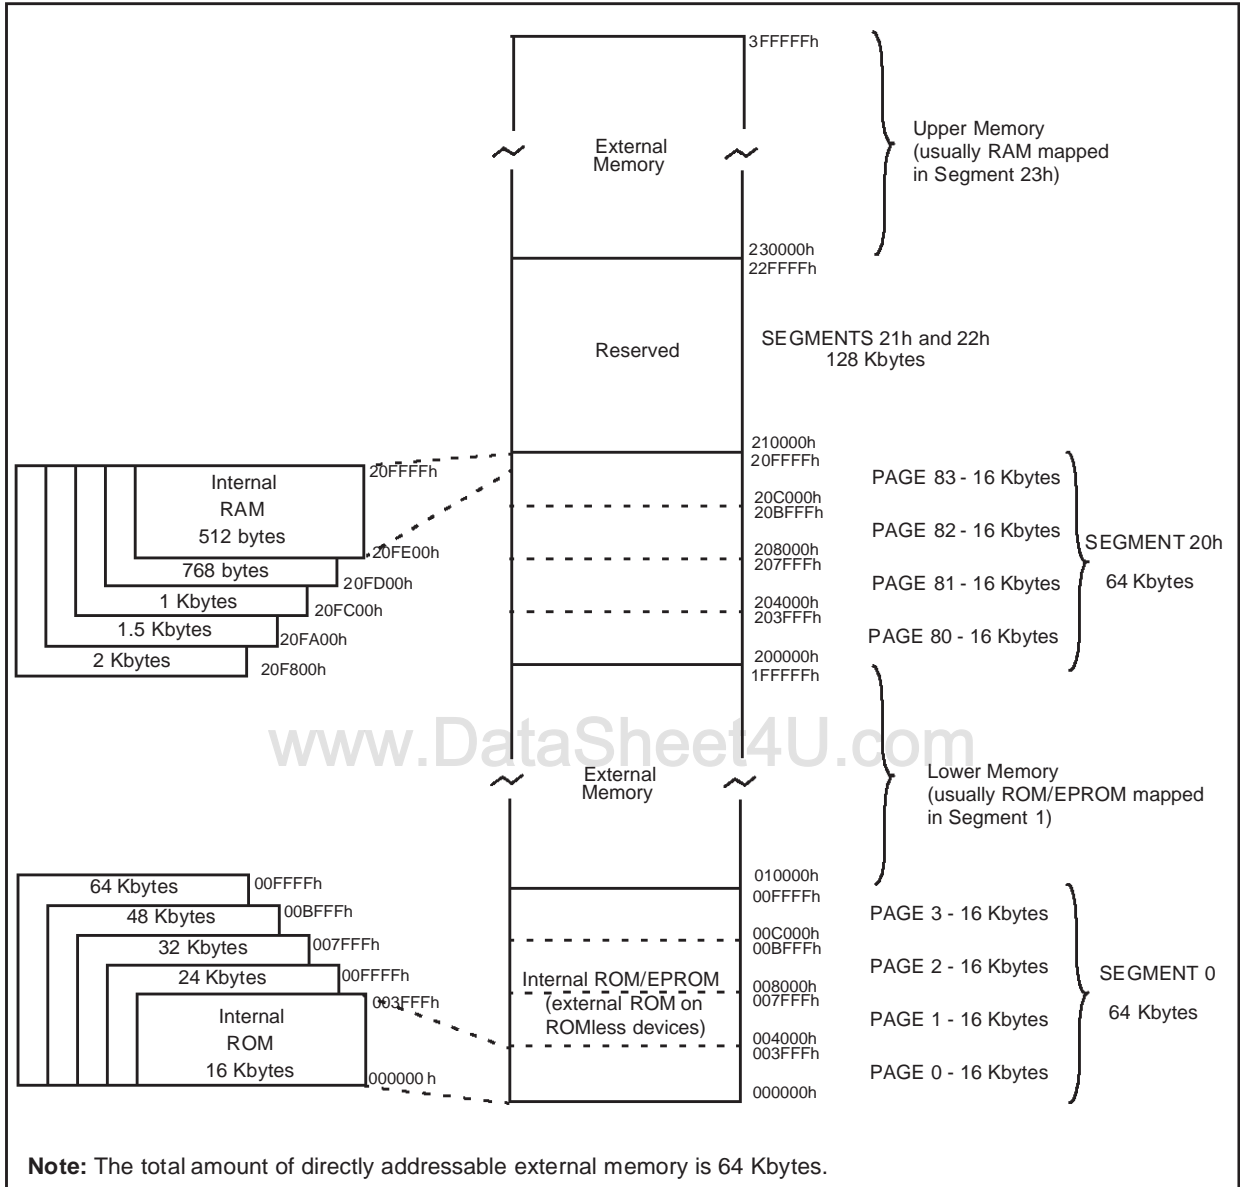 3FFFFFh
External
Memory
Upper Memory
(usually RAM mapped
in Segment 23h)
230000h
22FFFFh
Reserved
SEGMENTS 21h and 22h
128 Kbytes
210000h
20FFFFh
PAGE 83 - 16 Kbytes
20C000h
20BFFFh
PAGE 82 - 16 Kbytes
208000h
207FFFh
PAGE 81 - 16 Kbytes
204000h
203FFFh
PAGE 80 - 16 Kbytes
200000h
1FFFFFh
SEGMENT 20h
64 Kbytes
Internal
RAM
512 bytes
20FFFFh
20FE00h
768 bytes
20FD00h
1 Kbytes
20FC00h
1.5 Kbytes
20FA00h
2 Kbytes
20F800h
www.DataSheet4U.com
External
Memory
Lower Memory
(usually ROM/EPROM mapped
in Segment 1)
010000h
00FFFFh
PAGE 3 - 16 Kbytes
00C000h
00BFFFh
PAGE 2 - 16 Kbytes
008000h
007FFFh
PAGE 1 - 16 Kbytes
004000h
003FFFh
PAGE 0 - 16 Kbytes
000000h
SEGMENT 0
64 Kbytes
Internal ROM/EPROM
(external ROM on
ROMless devices)
64 Kbytes
00FFFFh
48 Kbytes
00BFFFh
32 Kbytes
007FFFh
24 Kbytes
00FFFFh
003FFFh
Internal
ROM
16 Kbytes
000000 h
Note: The total amount of directly addressable external memory is 64 Kbytes.